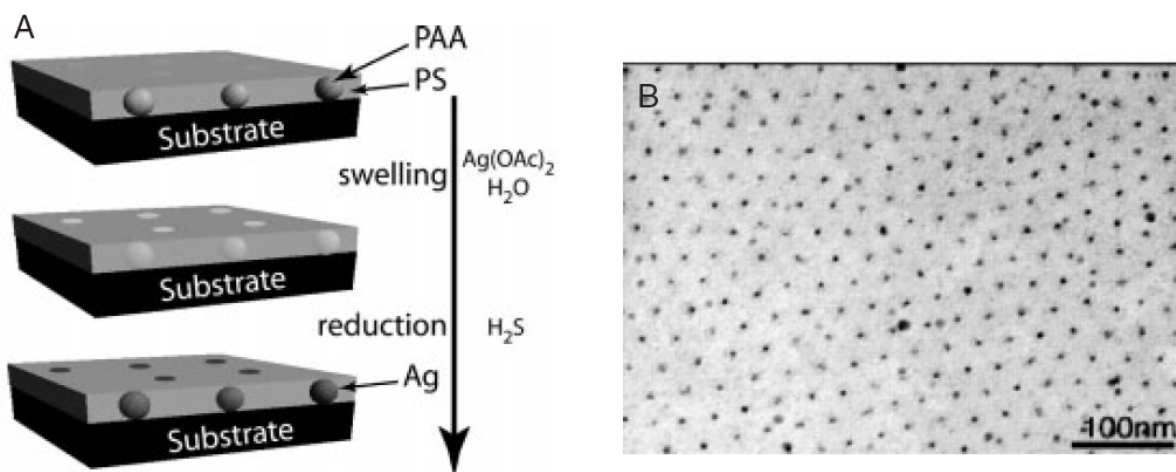 A
PAA
PS
Substrate
swelling
Ag(OAc)₂
H₂O
Substrate
reduction
H₂S
Ag
Substrate
B
100nm